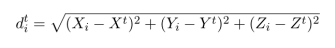 $d_i^t = \sqrt{(X_i - X^t)^2 + (Y_i - Y^t)^2 + (Z_i - Z^t)^2}$